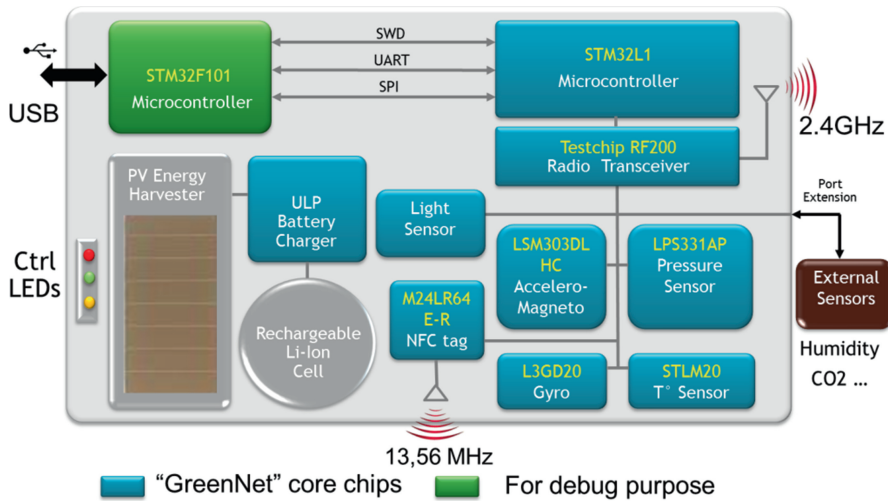 SWD
UART
SPI
STM32F101
Microcontroller
STM32L1
Microcontroller
USB
2.4GHz
Testchip RF200
Radio Transceiver
PV Energy
Harvester
ULP
Battery
Charger
Light
Sensor
Port
Extension
LSM303DL
HC
Accelero-
Magneto
LPS331AP
Pressure
Sensor
External
Sensors
Ctrl
LEDs
M24LR64
E-R
NFC tag
Rechargeable
Li-Ion
Cell
L3GD20
Gyro
STLM20
T° Sensor
Humidity
CO2 ...
13,56 MHz
“GreenNet” core chips
For debug purpose